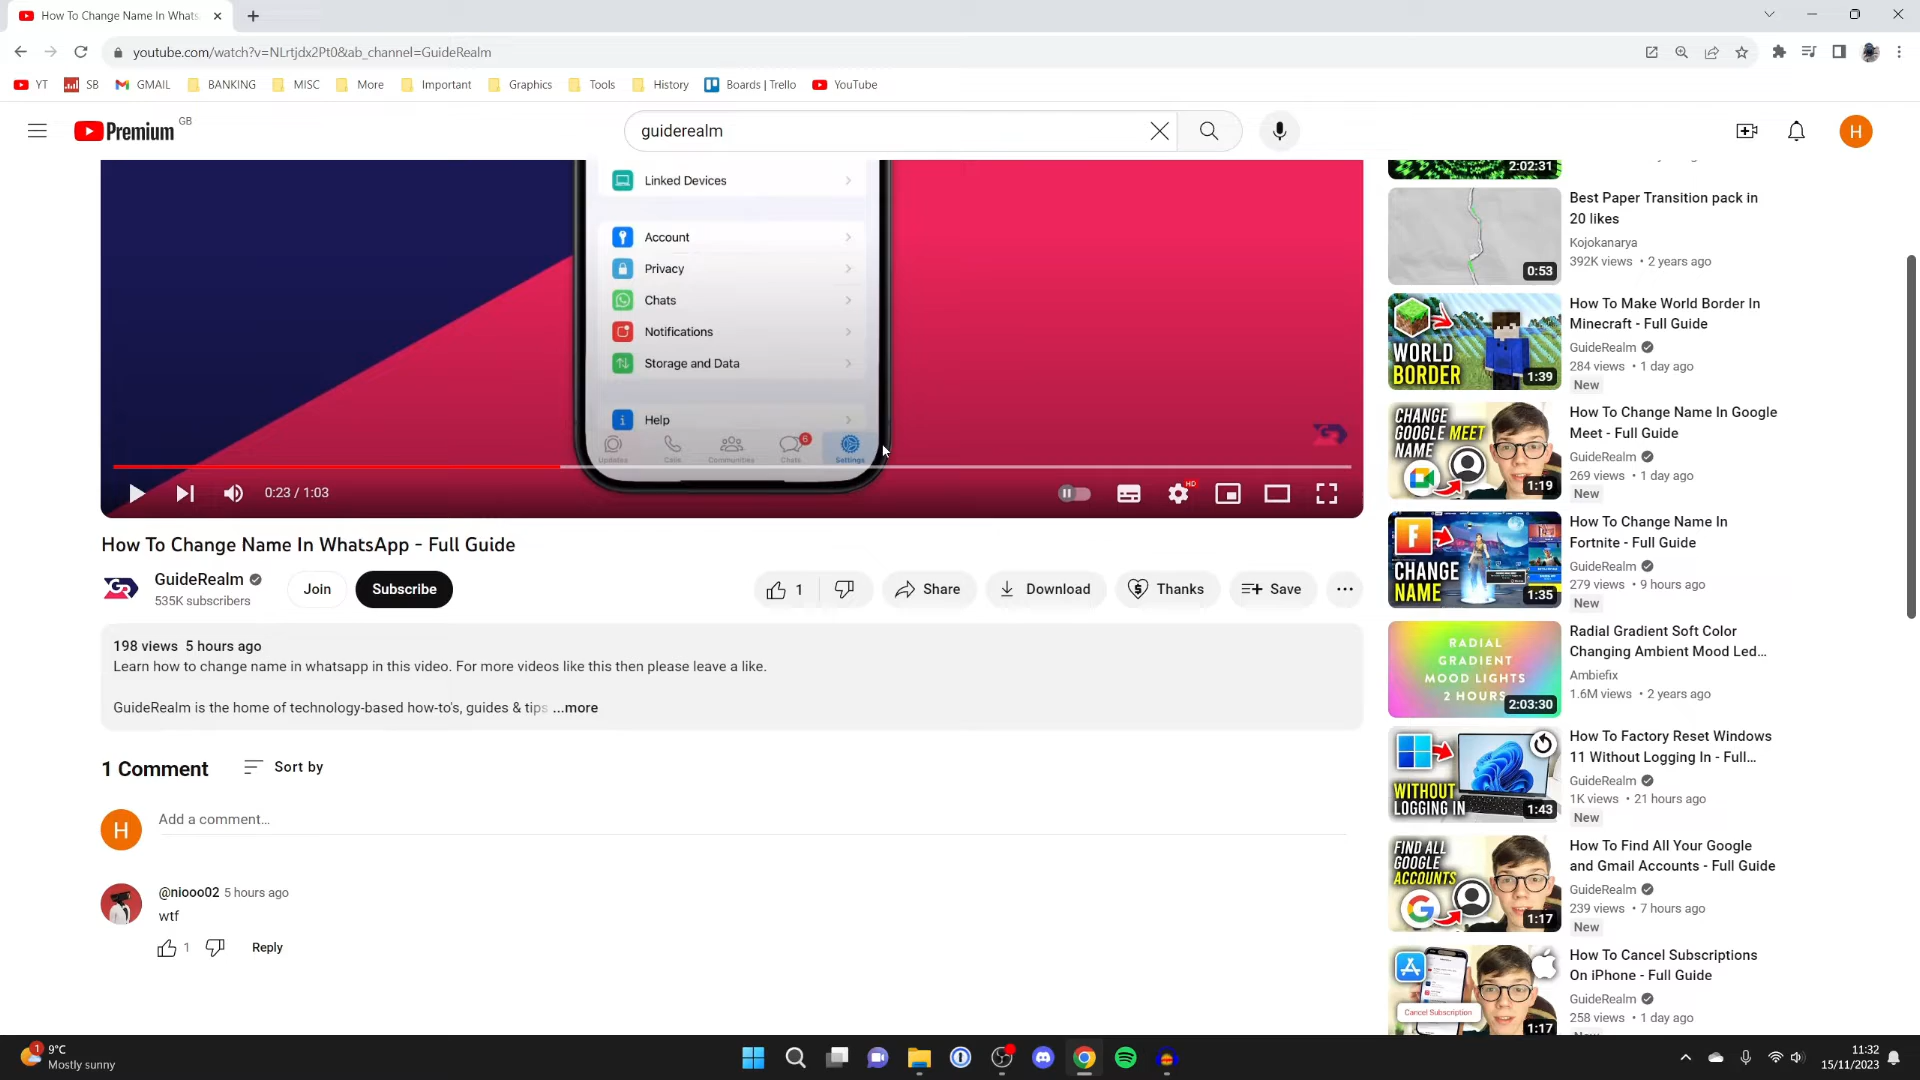 How To Change Name In Whats
youtube.com/watch?v=NLrtjdx2Pt0&ab_channel=GuideRealm
YT
SB
GMAIL
BANKING
MISC
More
Important
Graphics
Tools
History
Boards | Trello
YouTube
Premium
GB
guiderealm
H
Linked Devices
Account
Privacy
Chats
Notifications
Storage and Data
Help
Updates
Calls
Communities
6
Chats
Settings
0:23 / 1:03
HD
How To Change Name In WhatsApp - Full Guide
GuideRealm
535K subscribers
Join
Subscribe
1
Share
Download
Thanks
Save
198 views 5 hours ago
Learn how to change name in whatsapp in this video. For more videos like this then please leave a like.
GuideRealm is the home of technology-based how-to's, guides & tips ...more
1 Comment
Sort by
H
Add a comment...
@niooo02 5 hours ago
wtf
1
Reply
2:02:31
0:53
Best Paper Transition pack in
20 likes
Kojokanarya
392K views • 2 years ago
WORLD
BORDER
1:39
How To Make World Border In
Minecraft - Full Guide
GuideRealm
284 views • 1 day ago
New
CHANGE
GOOGLE MEET
NAME
1:19
How To Change Name In Google
Meet - Full Guide
GuideRealm
269 views • 1 day ago
New
CHANGE
NAME
1:35
How To Change Name In
Fortnite - Full Guide
GuideRealm
279 views • 9 hours ago
New
RADIAL
GRADIENT
MOOD LIGHTS
2 HOURS
2:03:30
Radial Gradient Soft Color
Changing Ambient Mood Led...
Ambiefix
1.6M views • 2 years ago
WITHOUT
LOGGING IN
1:43
How To Factory Reset Windows
11 Without Logging In - Full...
GuideRealm
1K views • 21 hours ago
New
FIND ALL
GOOGLE
ACCOUNTS
1:17
How To Find All Your Google
and Gmail Accounts - Full Guide
GuideRealm
239 views • 7 hours ago
New
Cancel Subscription
1:17
How To Cancel Subscriptions
On iPhone - Full Guide
GuideRealm
258 views • 1 day ago
1
9°C
Mostly sunny
11:32
15/11/2023